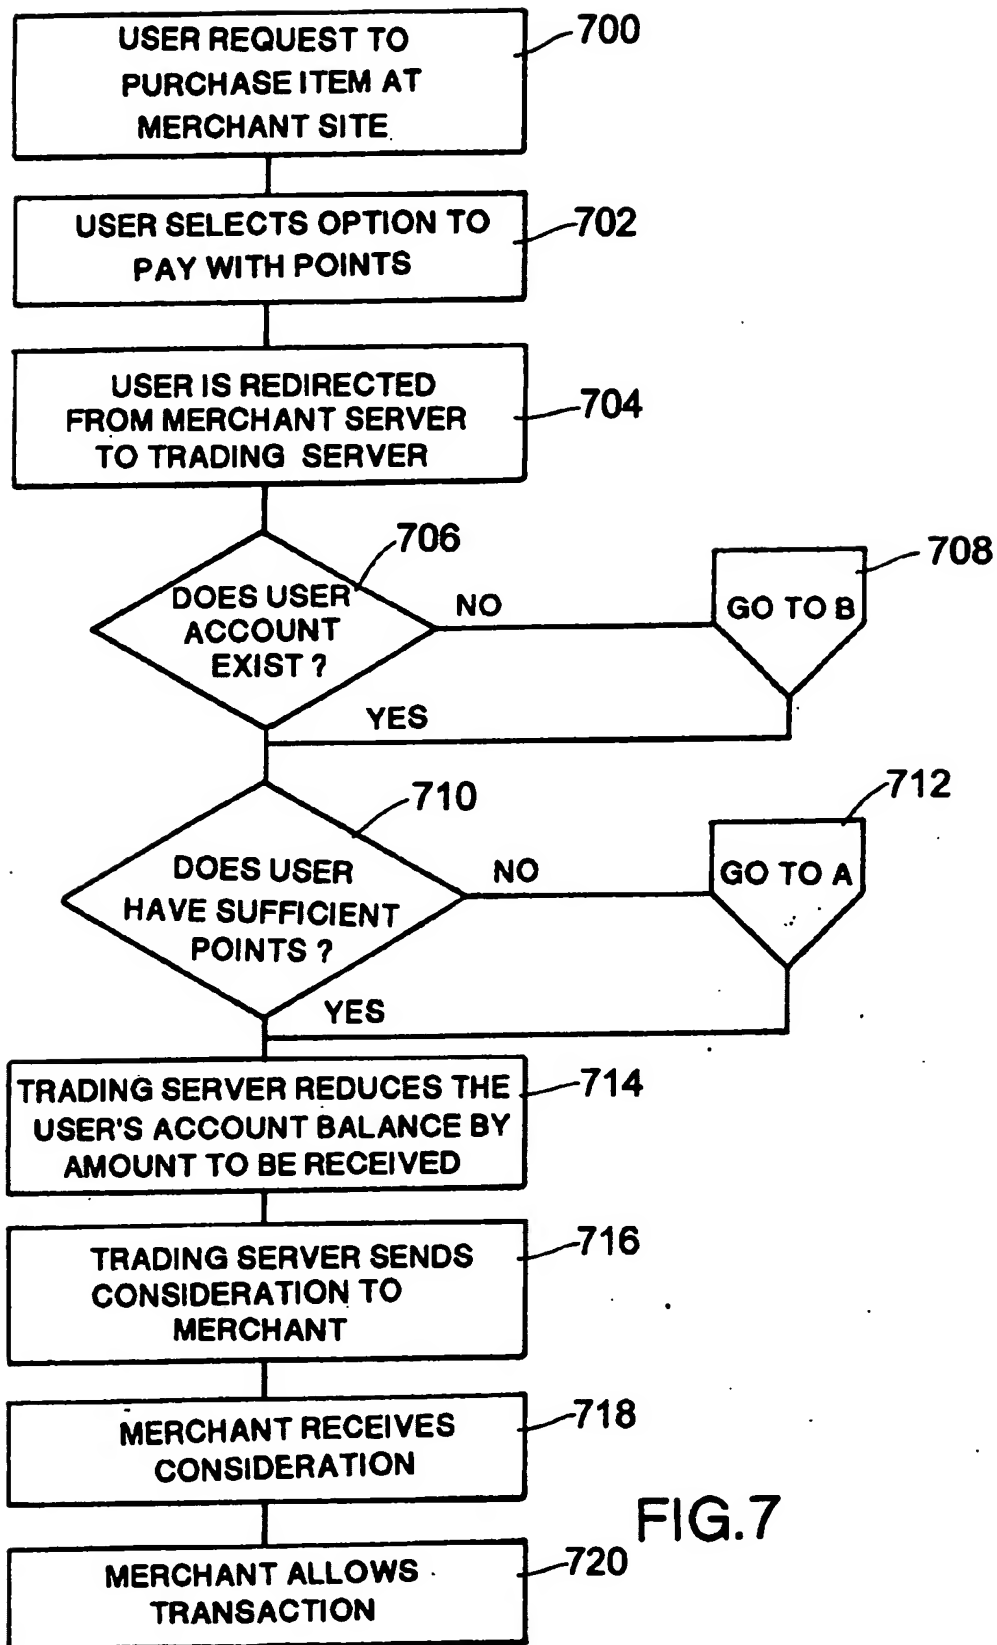 USER REQUEST TO
PURCHASE ITEM AT
MERCHANT SITE
700
USER SELECTS OPTION TO
PAY WITH POINTS
702
USER IS REDIRECTED
FROM MERCHANT SERVER
TO TRADING SERVER
704
DOES USER
ACCOUNT
EXIST ?
706
NO
GO TO B
708
YES
DOES USER
HAVE SUFFICIENT
POINTS ?
710
NO
GO TO A
712
YES
TRADING SERVER REDUCES THE
USER'S ACCOUNT BALANCE BY
AMOUNT TO BE RECEIVED
714
TRADING SERVER SENDS
CONSIDERATION TO
MERCHANT
716
MERCHANT RECEIVES
CONSIDERATION
718
MERCHANT ALLOWS
TRANSACTION
720
FIG.7